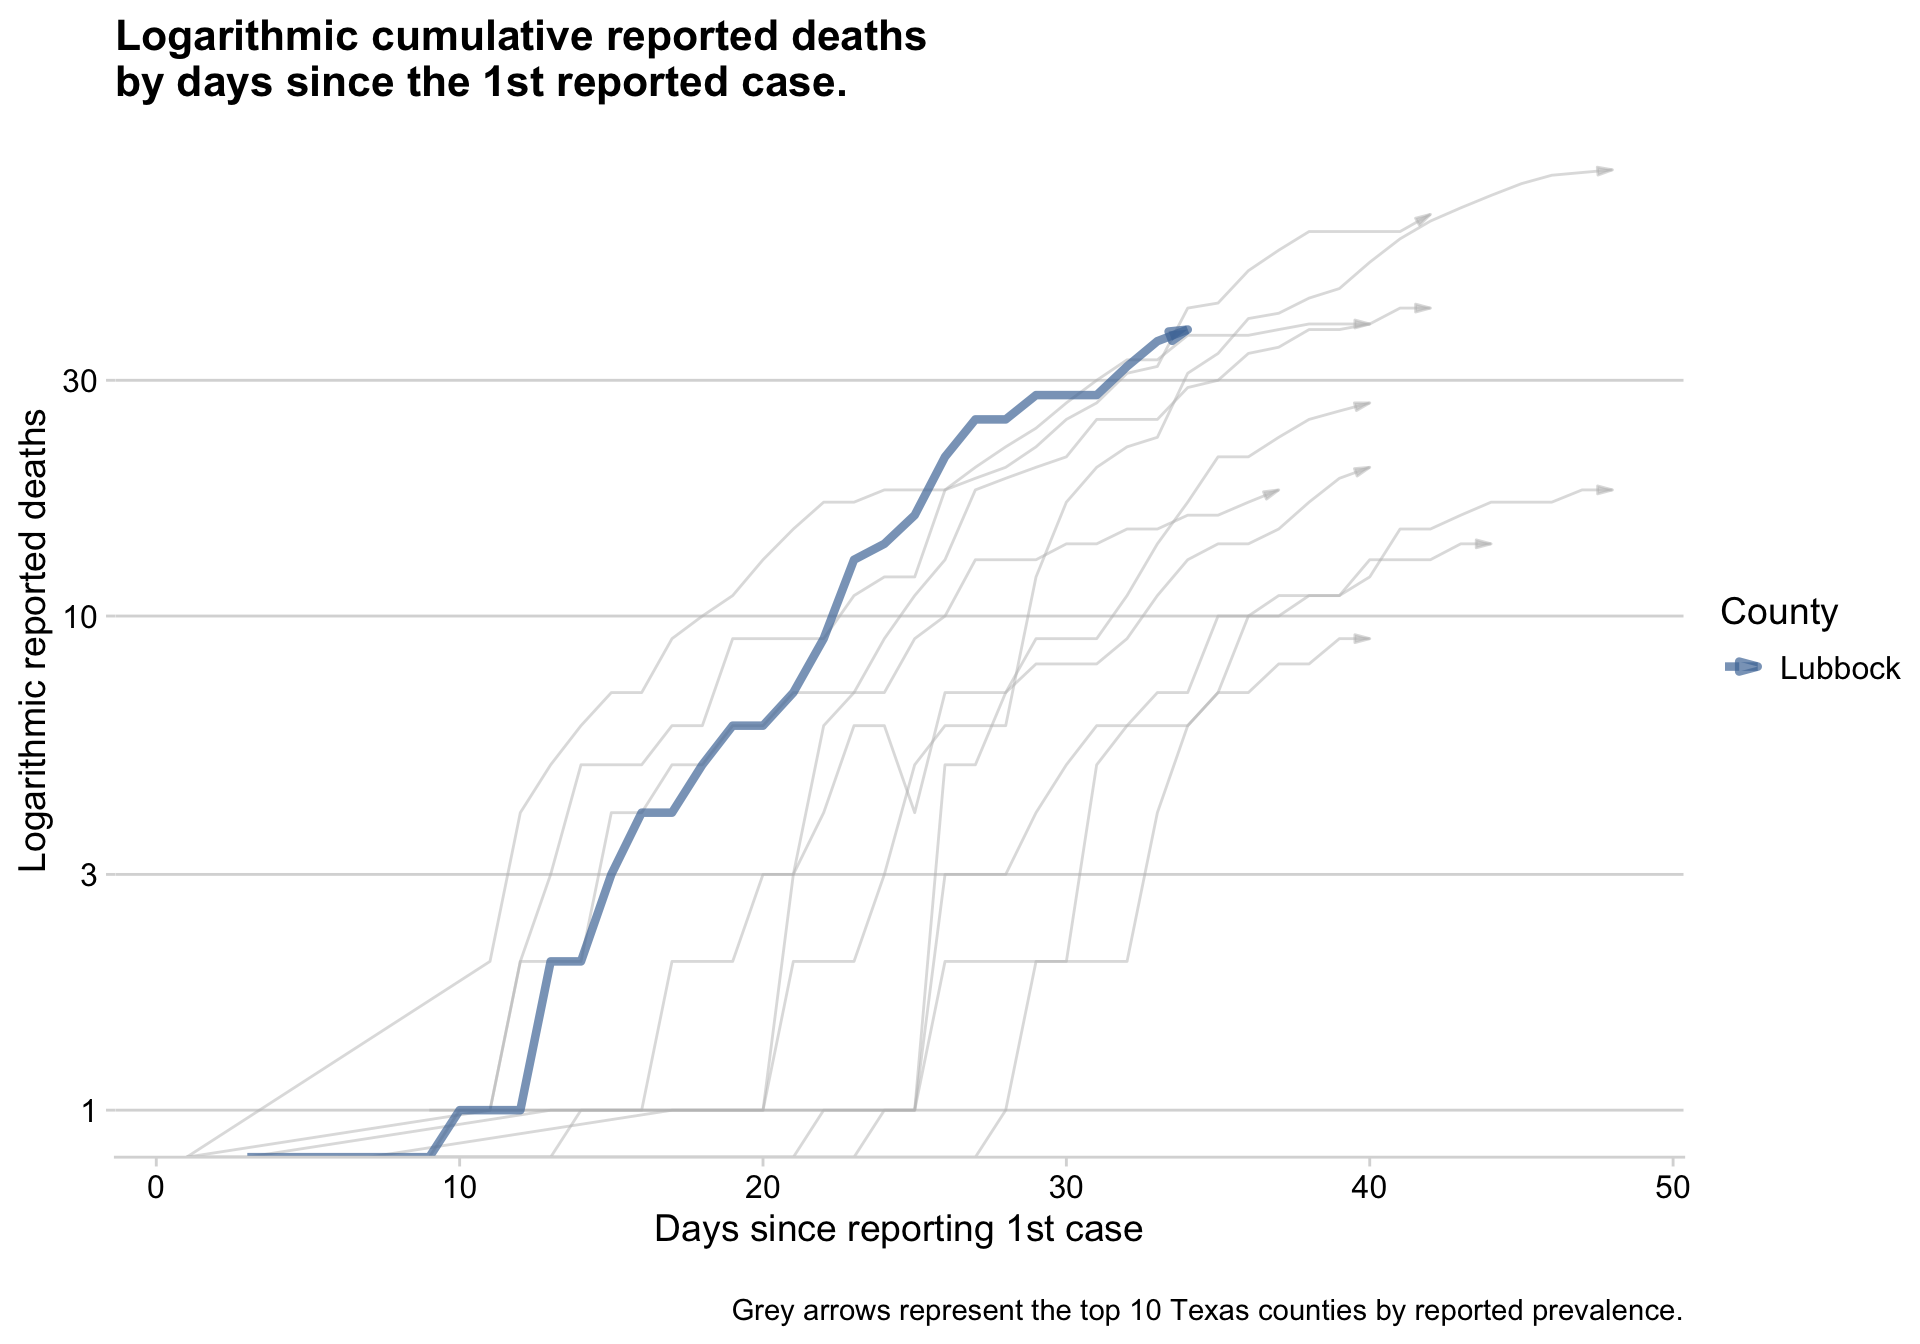 Logarithmic cumulative reported deaths
by days since the 1st reported case.
Logarithmic reported deaths
30
10
3
1
0
10
20
30
40
50
Days since reporting 1st case
County
Lubbock
Grey arrows represent the top 10 Texas counties by reported prevalence.